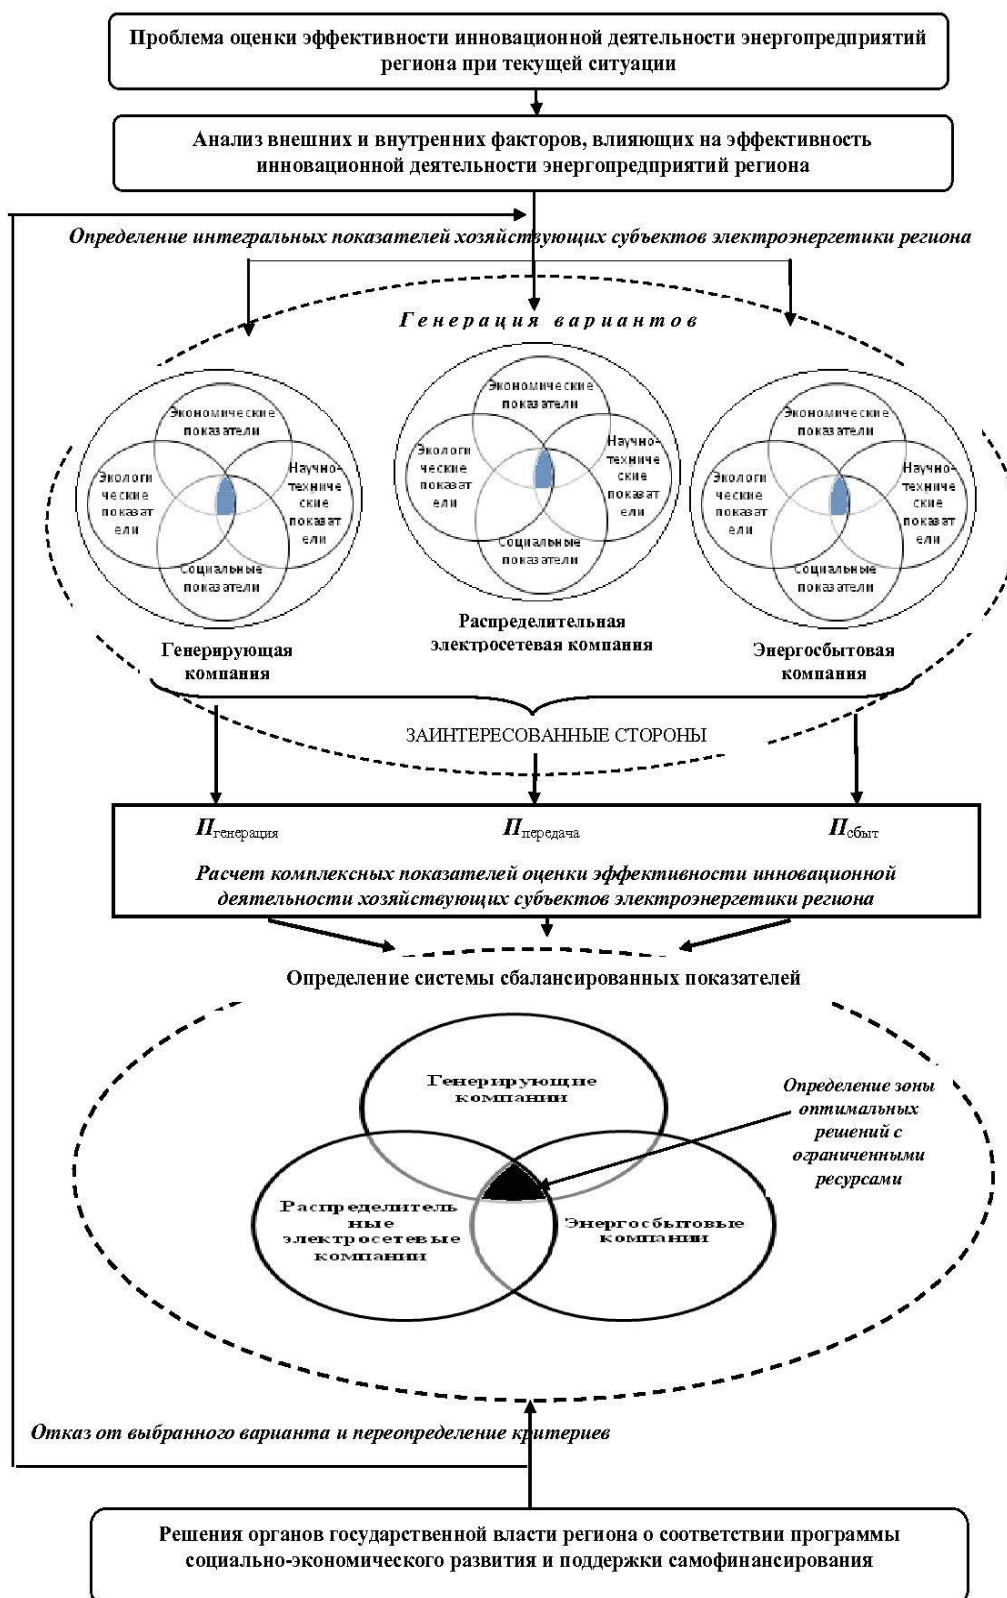 Проблема оценки эффективности инновационной деятельности энергопредприятий
региона при текущей ситуации
Анализ внешних и внутренних факторов, влияющих на эффективность
инновационной деятельности энергопредприятий региона
Определение интегральных показателей хозяйствующих субъектов электроэнергетики региона
Генерация вариантов
Экономические
показатели
Экологи
ческие
показат
ели
Научно-
техниче
ские
показат
ели
Социальные
показатели
Генерирующая
компания
Экономические
показатели
Экологи
ческие
показат
ели
Научно-
техниче
ские
показат
ели
Социальные
показатели
Распределительная
электросетевая компания
Экономические
показатели
Экологи
ческие
показат
ели
Научно-
техниче
ские
показат
ели
Социальные
показатели
Энергосбытовая
компания
ЗАИНТЕРЕСОВАННЫЕ СТОРОНЫ
Пгенерация Ппередача Псбыт
Расчет комплексных показателей оценки эффективности инновационной
деятельности хозяйствующих субъектов электроэнергетики региона
Определение системы сбалансированных показателей
Генерирующие
компании
Распределитель
ные
электросетевые
компании
Энергосбытовые
компании
Определение зоны
оптимальных
решений с
ограниченными
ресурсами
Отказ от выбранного варианта и переопределение критериев
Решения органов государственной власти региона о соответствии программы
социально-экономического развития и поддержки самофинансирования